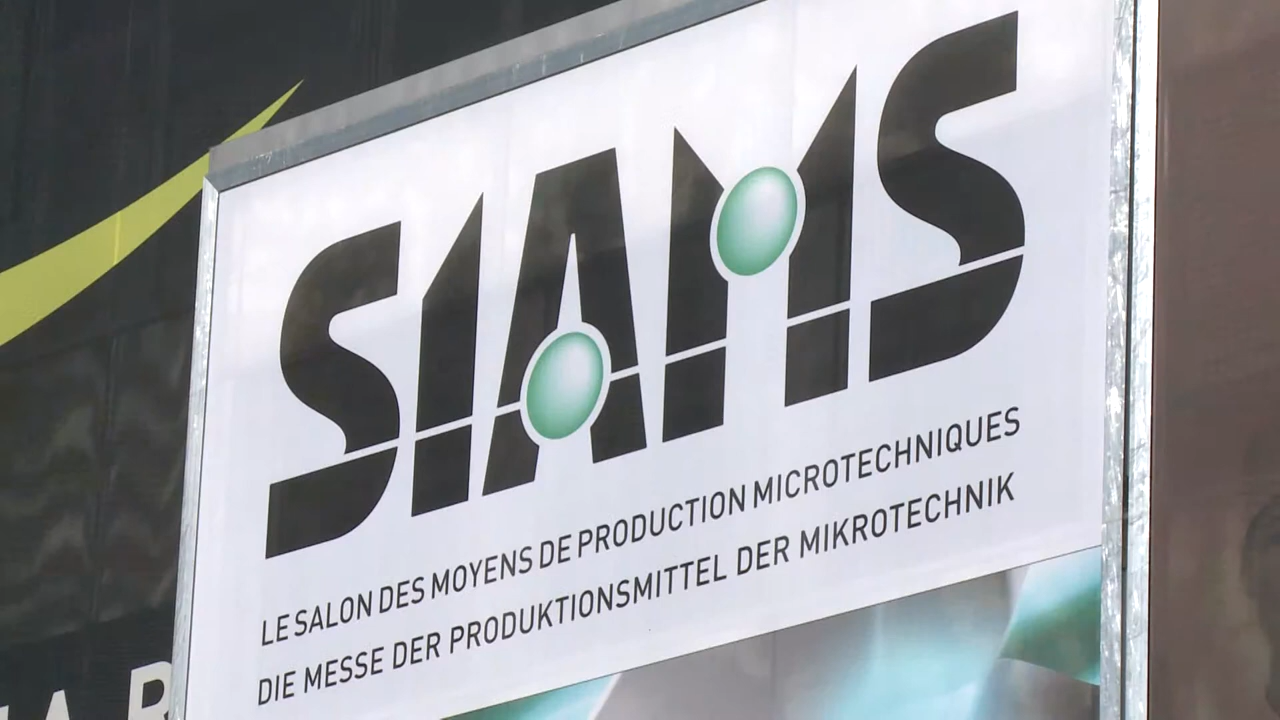 SIAMS
LE SALON DES MOYENS DE PRODUCTION MICROTECHNIQUES
DIE MESSE DER PRODUKTIONSMITTEL DER MIKROTECHNIK